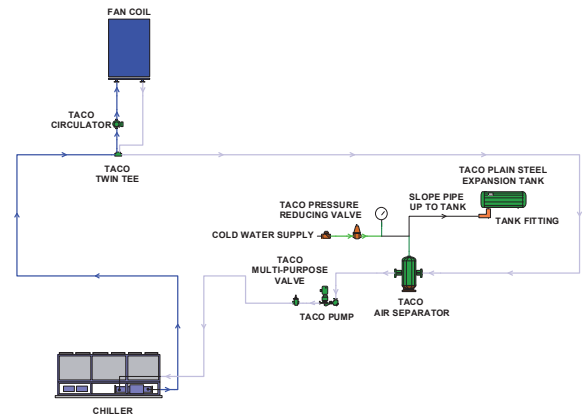 FAN COIL
TACO
CIRCULATOR
TACO
TWIN TEE
TACO PLAIN STEEL
EXPANSION TANK
SLOPE PIPE
UP TO TANK
TANK FITTING
TACO PRESSURE
REDUCING VALVE
COLD WATER SUPPLY
TACO
MULTI-PURPOSE
VALVE
TACO PUMP
TACO
AIR SEPARATOR
CHILLER